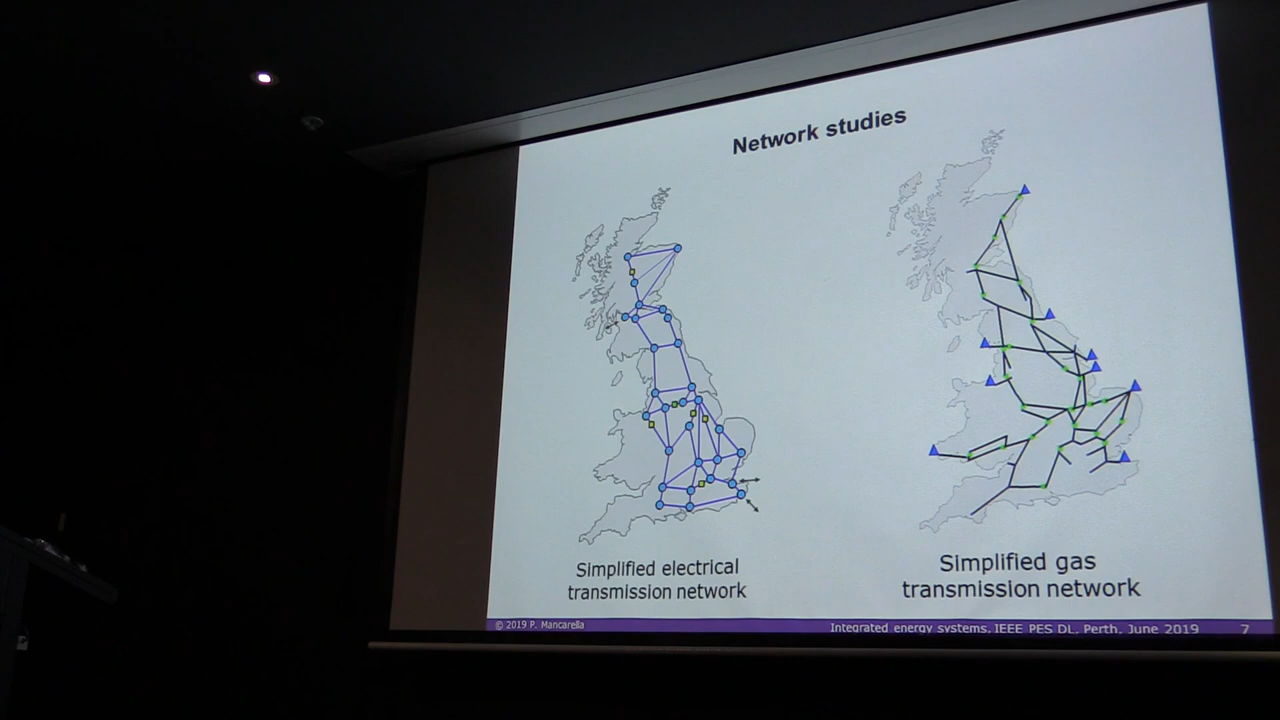 Network studies
Simplified electrical
transmission network
Simplified gas
transmission network
© 2019 P. Mancarella
Integrated energy systems. IEEE PES DL. Perth. June 2019
7